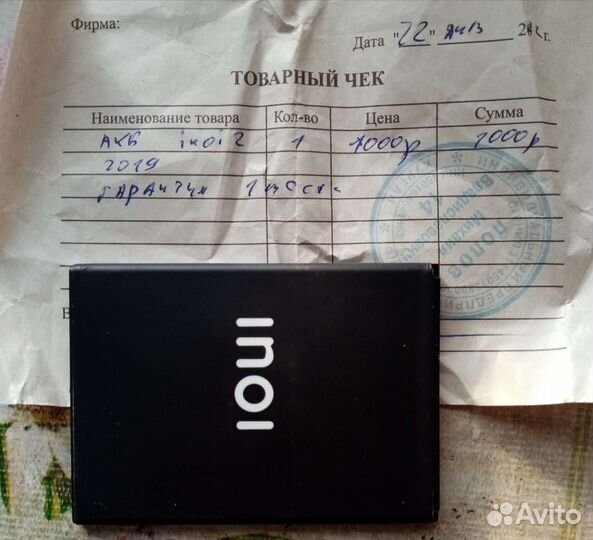 Фирма:
Дата "22" янв 202 г.
ТОВАРНЫЙ ЧЕК
Наименование товара Кол-во Цена Сумма
АКБ inoi 2 1 1000р 1000р
2019
гарантия 1 месяц
ПОПОВ
inoi
Avito